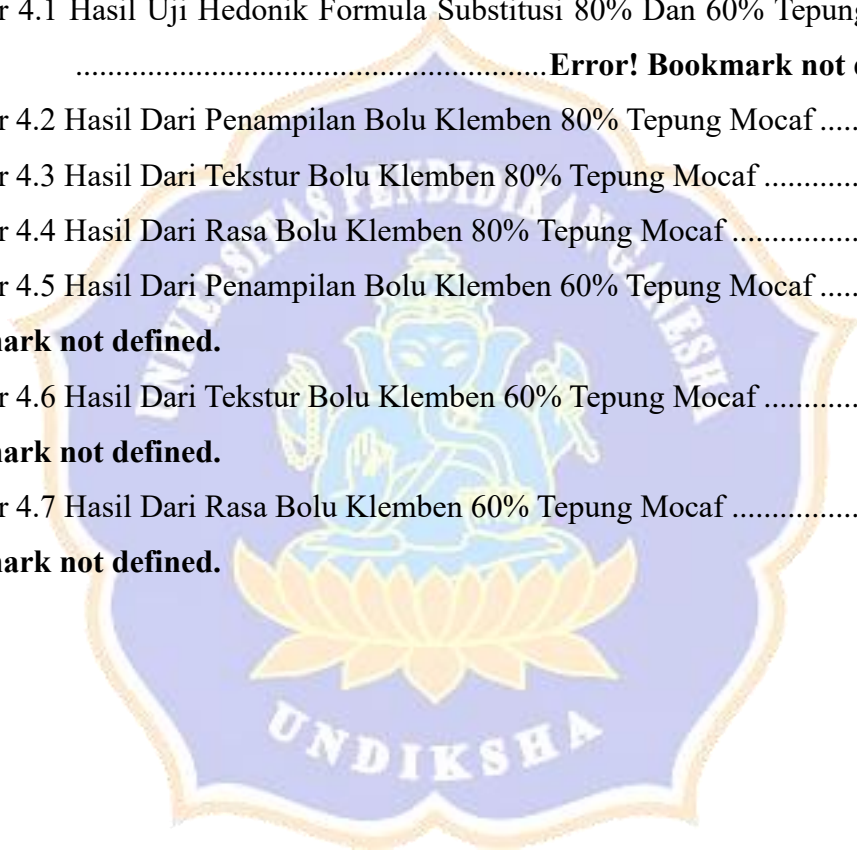 r 4.1 Hasil Uji Hedonik Formula Substitusi 80% Dan 60% Tepung
...........................................................Error! Bookmark not
r 4.2 Hasil Dari Penampilan Bolu Klemben 80% Tepung Mocaf .....
r 4.3 Hasil Dari Tekstur Bolu Klemben 80% Tepung Mocaf ............
r 4.4 Hasil Dari Rasa Bolu Klemben 80% Tepung Mocaf ................
r 4.5 Hasil Dari Penampilan Bolu Klemben 60% Tepung Mocaf .....
ark not defined.
r 4.6 Hasil Dari Tekstur Bolu Klemben 60% Tepung Mocaf ............
ark not defined.
r 4.7 Hasil Dari Rasa Bolu Klemben 60% Tepung Mocaf ................
ark not defined.
UNIVERSITAS PENDIDIKAN GANESHA
UNDIKSHA